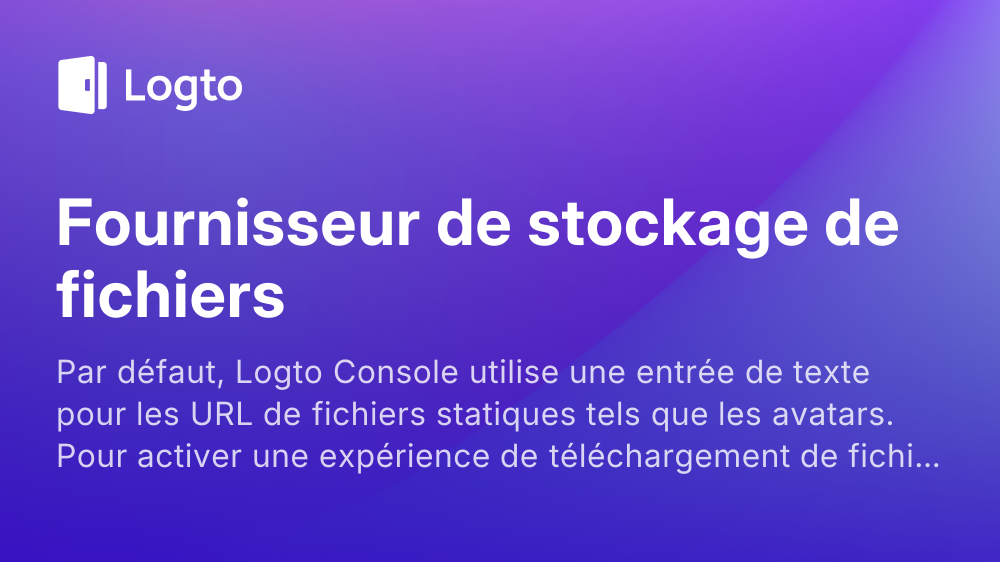 Logto
Fournisseur de stockage de
fichiers
Par défaut, Logto Console utilise une entrée de texte
pour les URL de fichiers statiques tels que les avatars.
Pour activer une expérience de téléchargement de fichi...